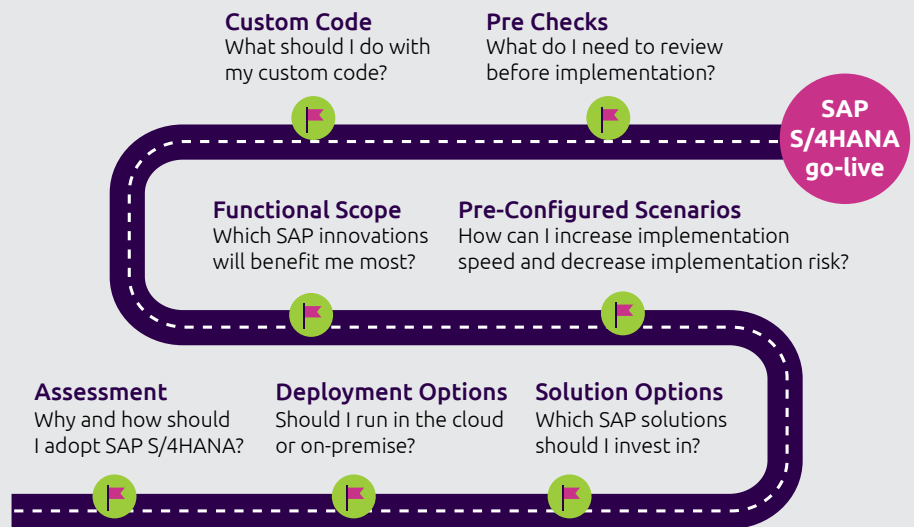 Custom Code
What should I do with
my custom code?
Pre Checks
What do I need to review
before implementation?
SAP
S/4HANA
go-live
Functional Scope
Which SAP innovations
will benefit me most?
Pre-Configured Scenarios
How can I increase implementation
speed and decrease implementation risk?
Assessment
Why and how should
I adopt SAP S/4HANA?
Deployment Options
Should I run in the cloud
or on-premise?
Solution Options
Which SAP solutions
should I invest in?